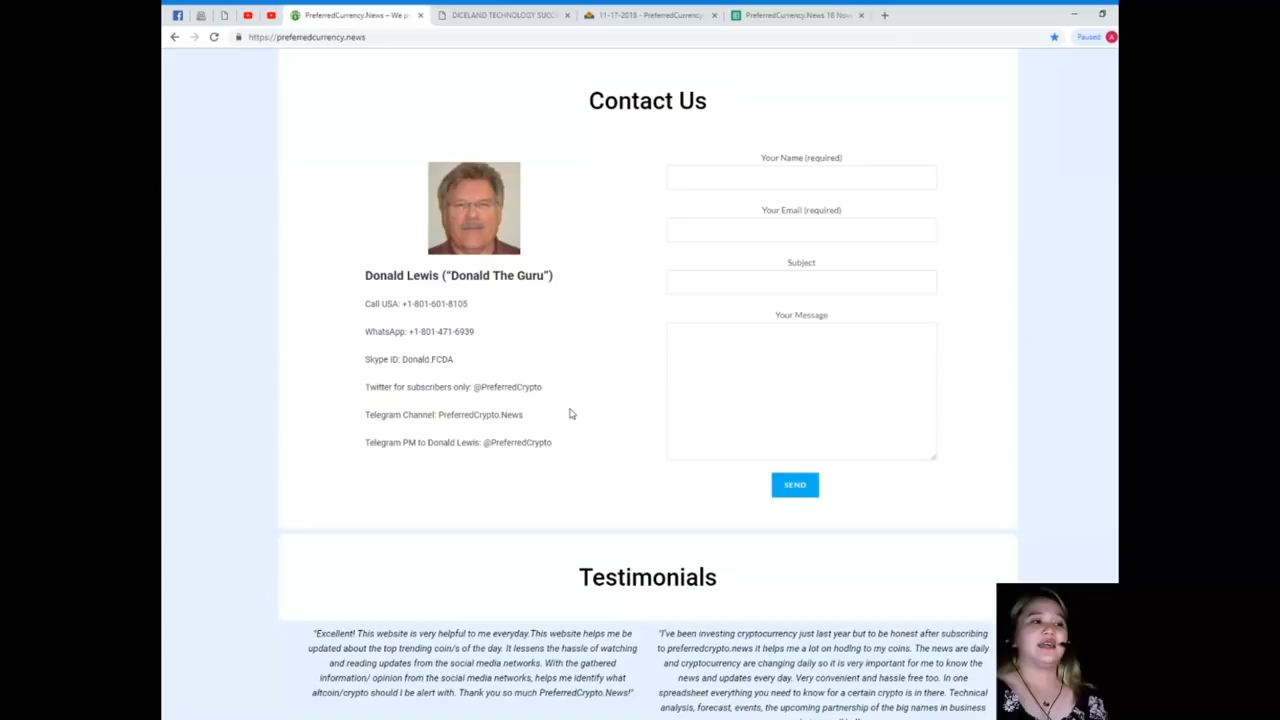 PreferredCurrency.News – We p
DICELAND TECHNOLOGY SUCC
11-17-2018 - PreferredCurrency
PreferredCurrency.News 18 Nov
https://preferredcurrency.news
Paused
A
Contact Us
Donald Lewis ("Donald The Guru")
Call USA: +1-801-601-8105
WhatsApp: +1-801-471-6939
Skype ID: Donald.FCDA
Twitter for subscribers only: @PreferredCrypto
Telegram Channel: PreferredCrypto.News
Telegram PM to Donald Lewis: @PreferredCrypto
Your Name (required)
Your Email (required)
Subject
Your Message
SEND
Testimonials
"Excellent! This website is very helpful to me everyday.This website helps me be
updated about the top trending coin/s of the day. It lessens the hassle of watching
and reading updates from the social media networks. With the gathered
information/ opinion from the social media networks, helps me identify what
altcoin/crypto should I be alert with. Thank you so much PreferredCrypto.News!"
"I've been investing cryptocurrency just last year but to be honest after subscribing
to preferredcrypto.news it helps me a lot on hodlng to my coins. The news are daily
and cryptocurrency are changing daily so it is very important for me to know the
news and updates every day. Very convenient and hassle free too. In one
spreadsheet everything you need to know for a certain crypto is in there. Technical
analysis, forecast, events, the upcoming partnership of the big names in business